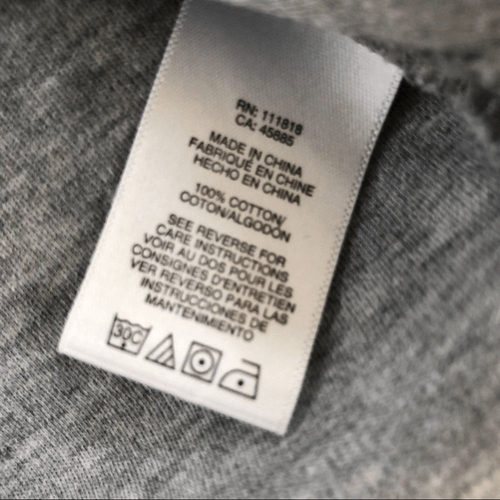 RN: 111818
CA: 45885
MADE IN CHINA
FABRIQUÉ EN CHINE
HECHO EN CHINA
100% COTTON/
COTON/ALGODÓN
SEE REVERSE FOR
CARE INSTRUCTIONS
VOIR AU DOS POUR LES
CONSIGNES D'ENTRETIEN
VER REVERSO PARA LAS
INSTRUCCIONES DE
MANTENIMIENTO
30C